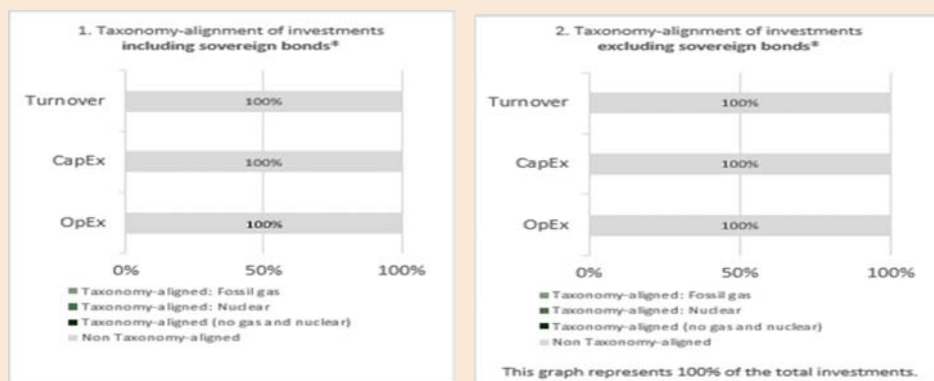 1. Taxonomy-alignment of investments
including sovereign bonds*
Turnover
100%
CapEx
100%
OpEx
100%
0%
50%
100%
Taxonomy-aligned: Fossil gas
Taxonomy-aligned: Nuclear
Taxonomy-aligned (no gas and nuclear)
Non Taxonomy-aligned
2. Taxonomy-alignment of investments
excluding sovereign bonds*
Turnover
100%
CapEx
100%
OpEx
100%
0%
50%
100%
Taxonomy-aligned: Fossil gas
Taxonomy-aligned: Nuclear
Taxonomy-aligned (no gas and nuclear)
Non Taxonomy-aligned
This graph represents 100% of the total investments.